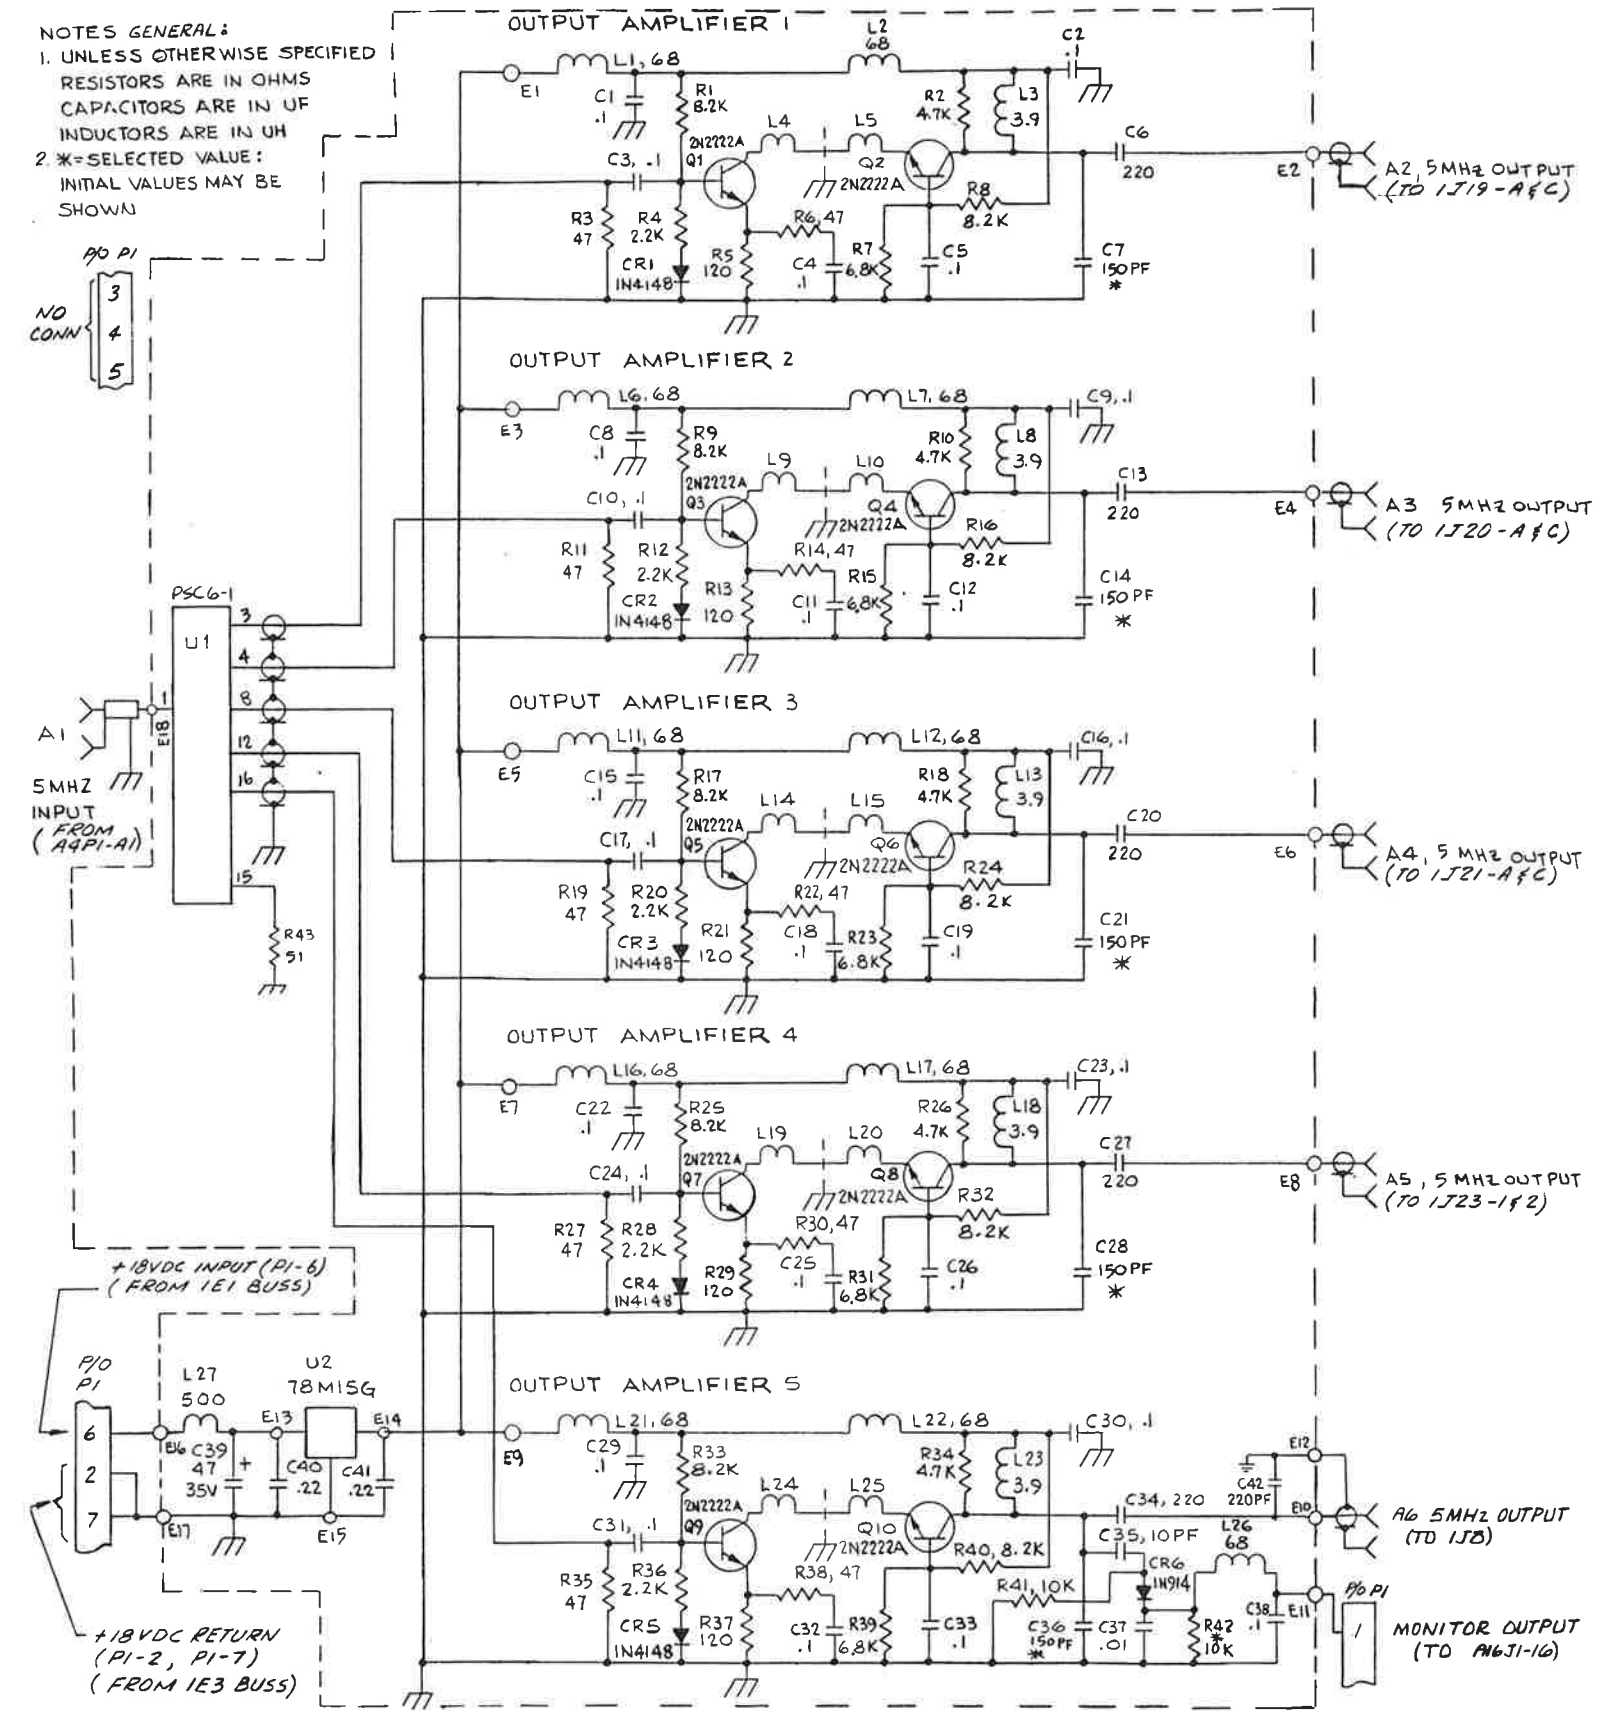 NOTES GENERAL:
1. UNLESS OTHERWISE SPECIFIED
RESISTORS ARE IN OHMS
CAPACITORS ARE IN UF
INDUCTORS ARE IN UH
2. *=SELECTED VALUE:
INITIAL VALUES MAY BE
SHOWN
P/O P1
3
4
5
NO
CONN
OUTPUT AMPLIFIER 1
E1
L1, 68
C1
.1
R1
8.2K
L2
68
C2
.1
R2
4.7K
L3
3.9
2N2222A
Q1
L4
L5
Q2
2N2222A
C3, .1
R3
47
R4
2.2K
CR1
1N4148
R5
120
R6, 47
C4
.1
R7
6.8K
C5
.1
R8
8.2K
C6
220
C7
150PF
*
E2
A2, 5MHz OUTPUT
(TO 1J19-A & C)
OUTPUT AMPLIFIER 2
E3
L6, 68
C8
.1
R9
8.2K
L7, 68
C9, .1
R10
4.7K
L8
3.9
2N2222A
Q3
L9
L10
Q4
2N2222A
C10, .1
R11
47
R12
2.2K
CR2
1N4148
R13
120
R14, 47
C11
.1
R15
6.8K
C12
.1
R16
8.2K
C13
220
C14
150PF
*
E4
A3 5MHz OUTPUT
(TO 1J20-A & C)
PSC6-1
U1
3
4
8
12
16
15
1
E18
A1
5MHZ
INPUT
(FROM
A4P1-A1)
R43
51
OUTPUT AMPLIFIER 3
E5
L11, 68
C15
.1
R17
8.2K
L12, 68
C16, .1
R18
4.7K
L13
3.9
2N2222A
Q5
L14
L15
Q6
2N2222A
C17, .1
R19
47
R20
2.2K
CR3
1N4148
R21
120
R22, 47
C18
.1
R23
6.8K
C19
.1
R24
8.2K
C20
220
C21
150PF
*
E6
A4, 5 MHz OUTPUT
(TO 1J21-A & C)
OUTPUT AMPLIFIER 4
E7
L16, 68
C22
.1
R25
8.2K
L17, 68
C23, .1
R26
4.7K
L18
3.9
2N2222A
Q7
L19
L20
Q8
2N2222A
C24, .1
R27
47
R28
2.2K
CR4
1N4148
R29
120
R30, 47
C25
.1
R31
6.8K
C26
.1
R32
8.2K
C27
220
C28
150PF
*
E8
A5, 5MHz OUTPUT
(TO 1J23-1 & 2)
+18VDC INPUT (P1-6)
(FROM 1E1 BUSS)
P/O
P1
6
2
7
E16
E17
L27
500
C39
47
35V
+
E13
C40
.22
U2
78M15G
E14
C41
.22
E15
+18VDC RETURN
(P1-2, P1-7)
(FROM 1E3 BUSS)
OUTPUT AMPLIFIER 5
E9
L21, 68
C29
.1
R33
8.2K
L22, 68
C30, .1
R34
4.7K
L23
3.9
2N2222A
Q9
L24
L25
Q10
2N2222A
C31, .1
R35
47
R36
2.2K
CR5
1N4148
R37
120
R38, 47
C32
.1
R39
6.8K
C33
.1
R40, 8.2K
R41, 10K
C34, 220
C35, 10PF
CR6
1N914
C36
150PF
*
C37
.01
R42
*
10K
L26
68
C38
.1
C42
220PF
E12
E10
E11
A6 5MHz OUTPUT
(TO 1J8)
P/O P1
1
MONITOR OUTPUT
(TO A16J1-16)